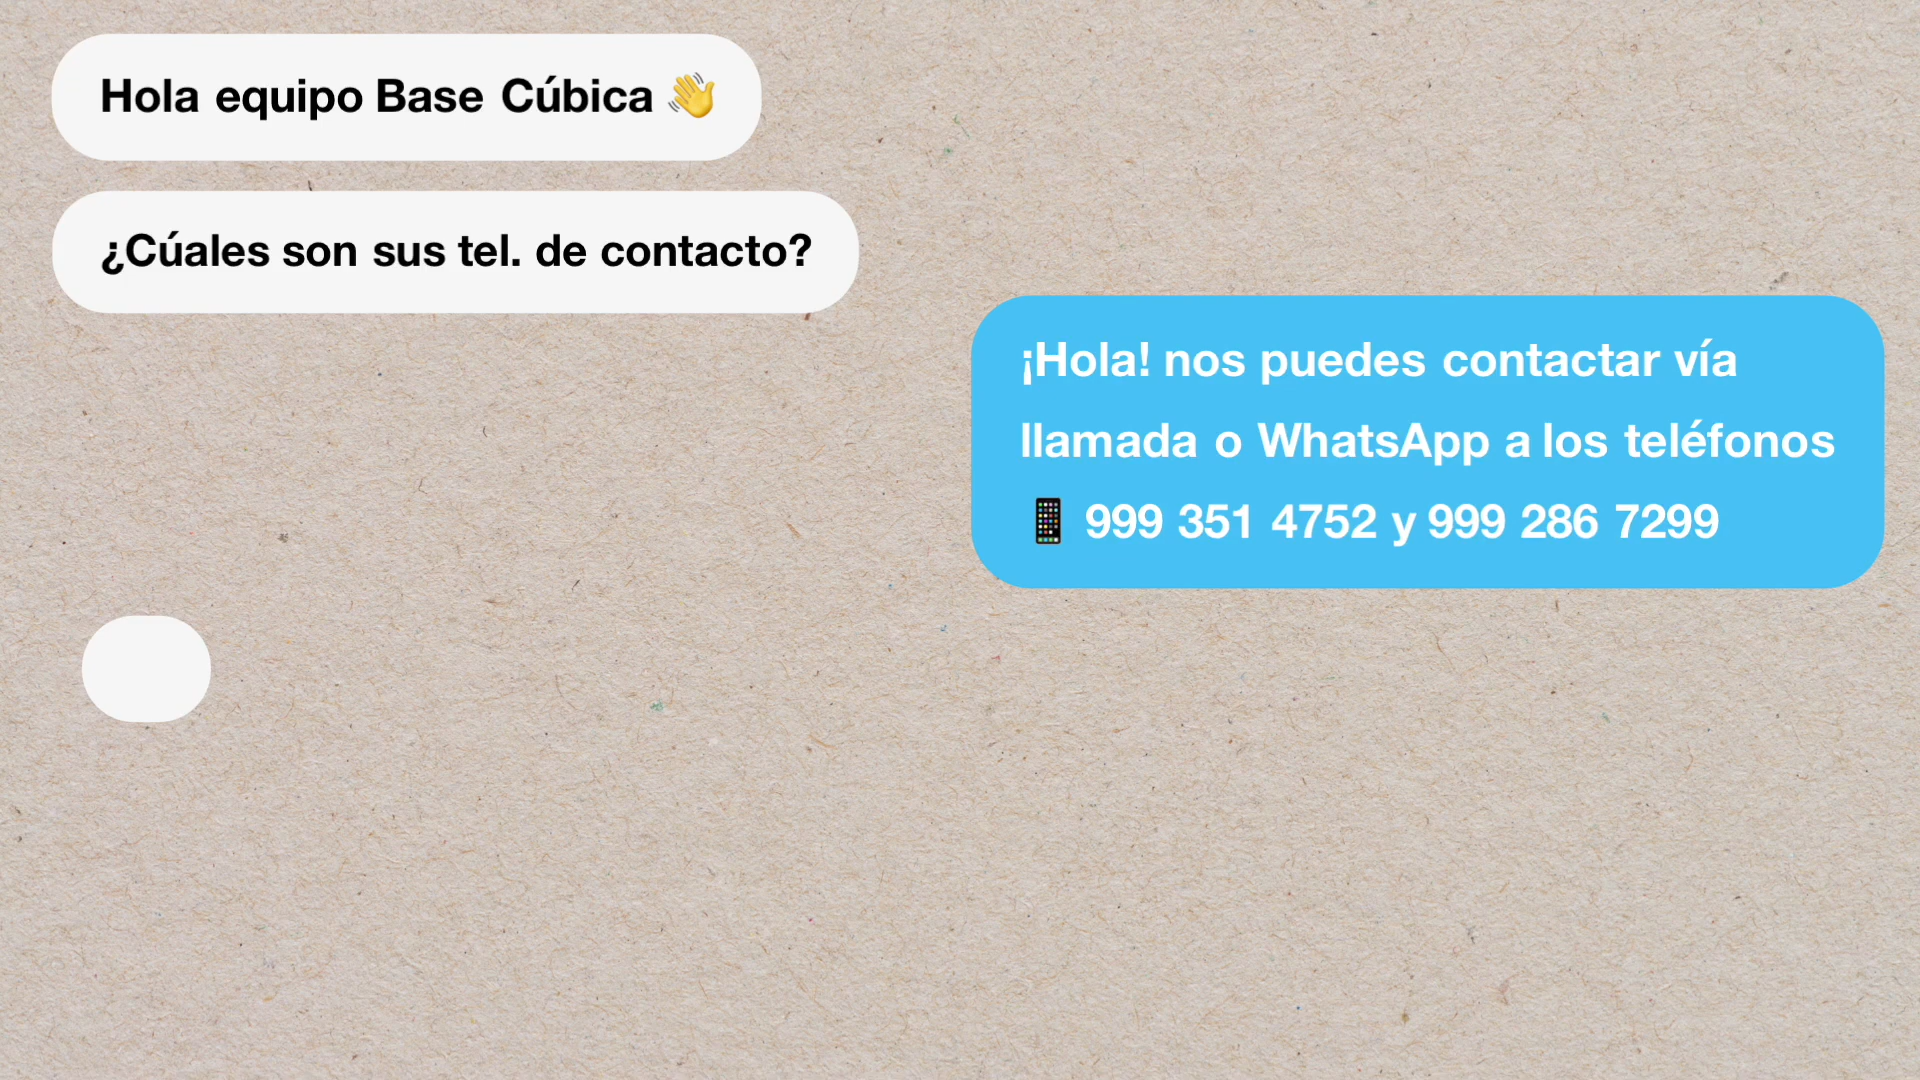 Hola equipo Base Cúbica 👋
¿Cúales son sus tel. de contacto?
¡Hola! nos puedes contactar vía
llamada o WhatsApp a los teléfonos
📱 999 351 4752 y 999 286 7299